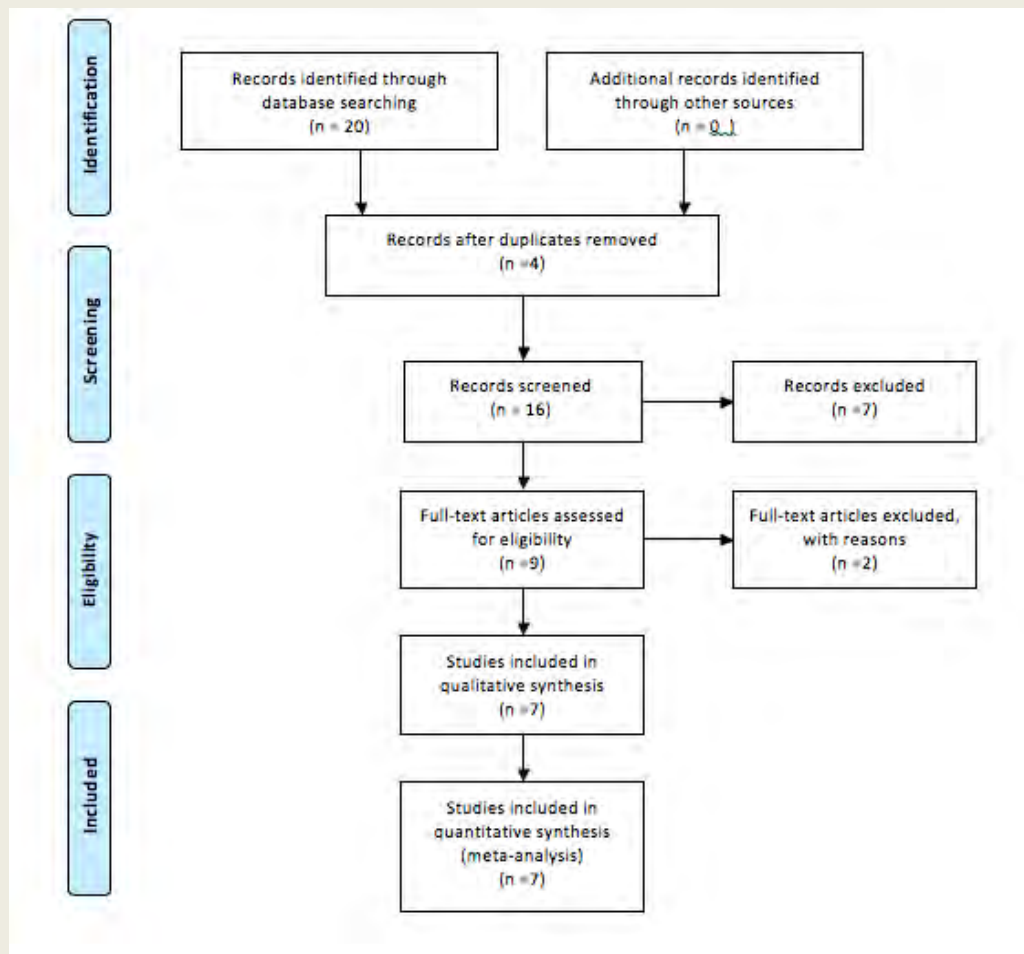 Identification
Records identified through
database searching
(n = 20)
Additional records identified
through other sources
(n = 0 )
Records after duplicates removed
(n =4)
Screening
Records screened
(n = 16)
Records excluded
(n =7)
Eligibility
Full-text articles assessed
for eligibility
(n =9)
Full-text articles excluded,
with reasons
(n =2)
Studies included in
qualitative synthesis
(n =7)
Included
Studies included in
quantitative synthesis
(meta-analysis)
(n =7)